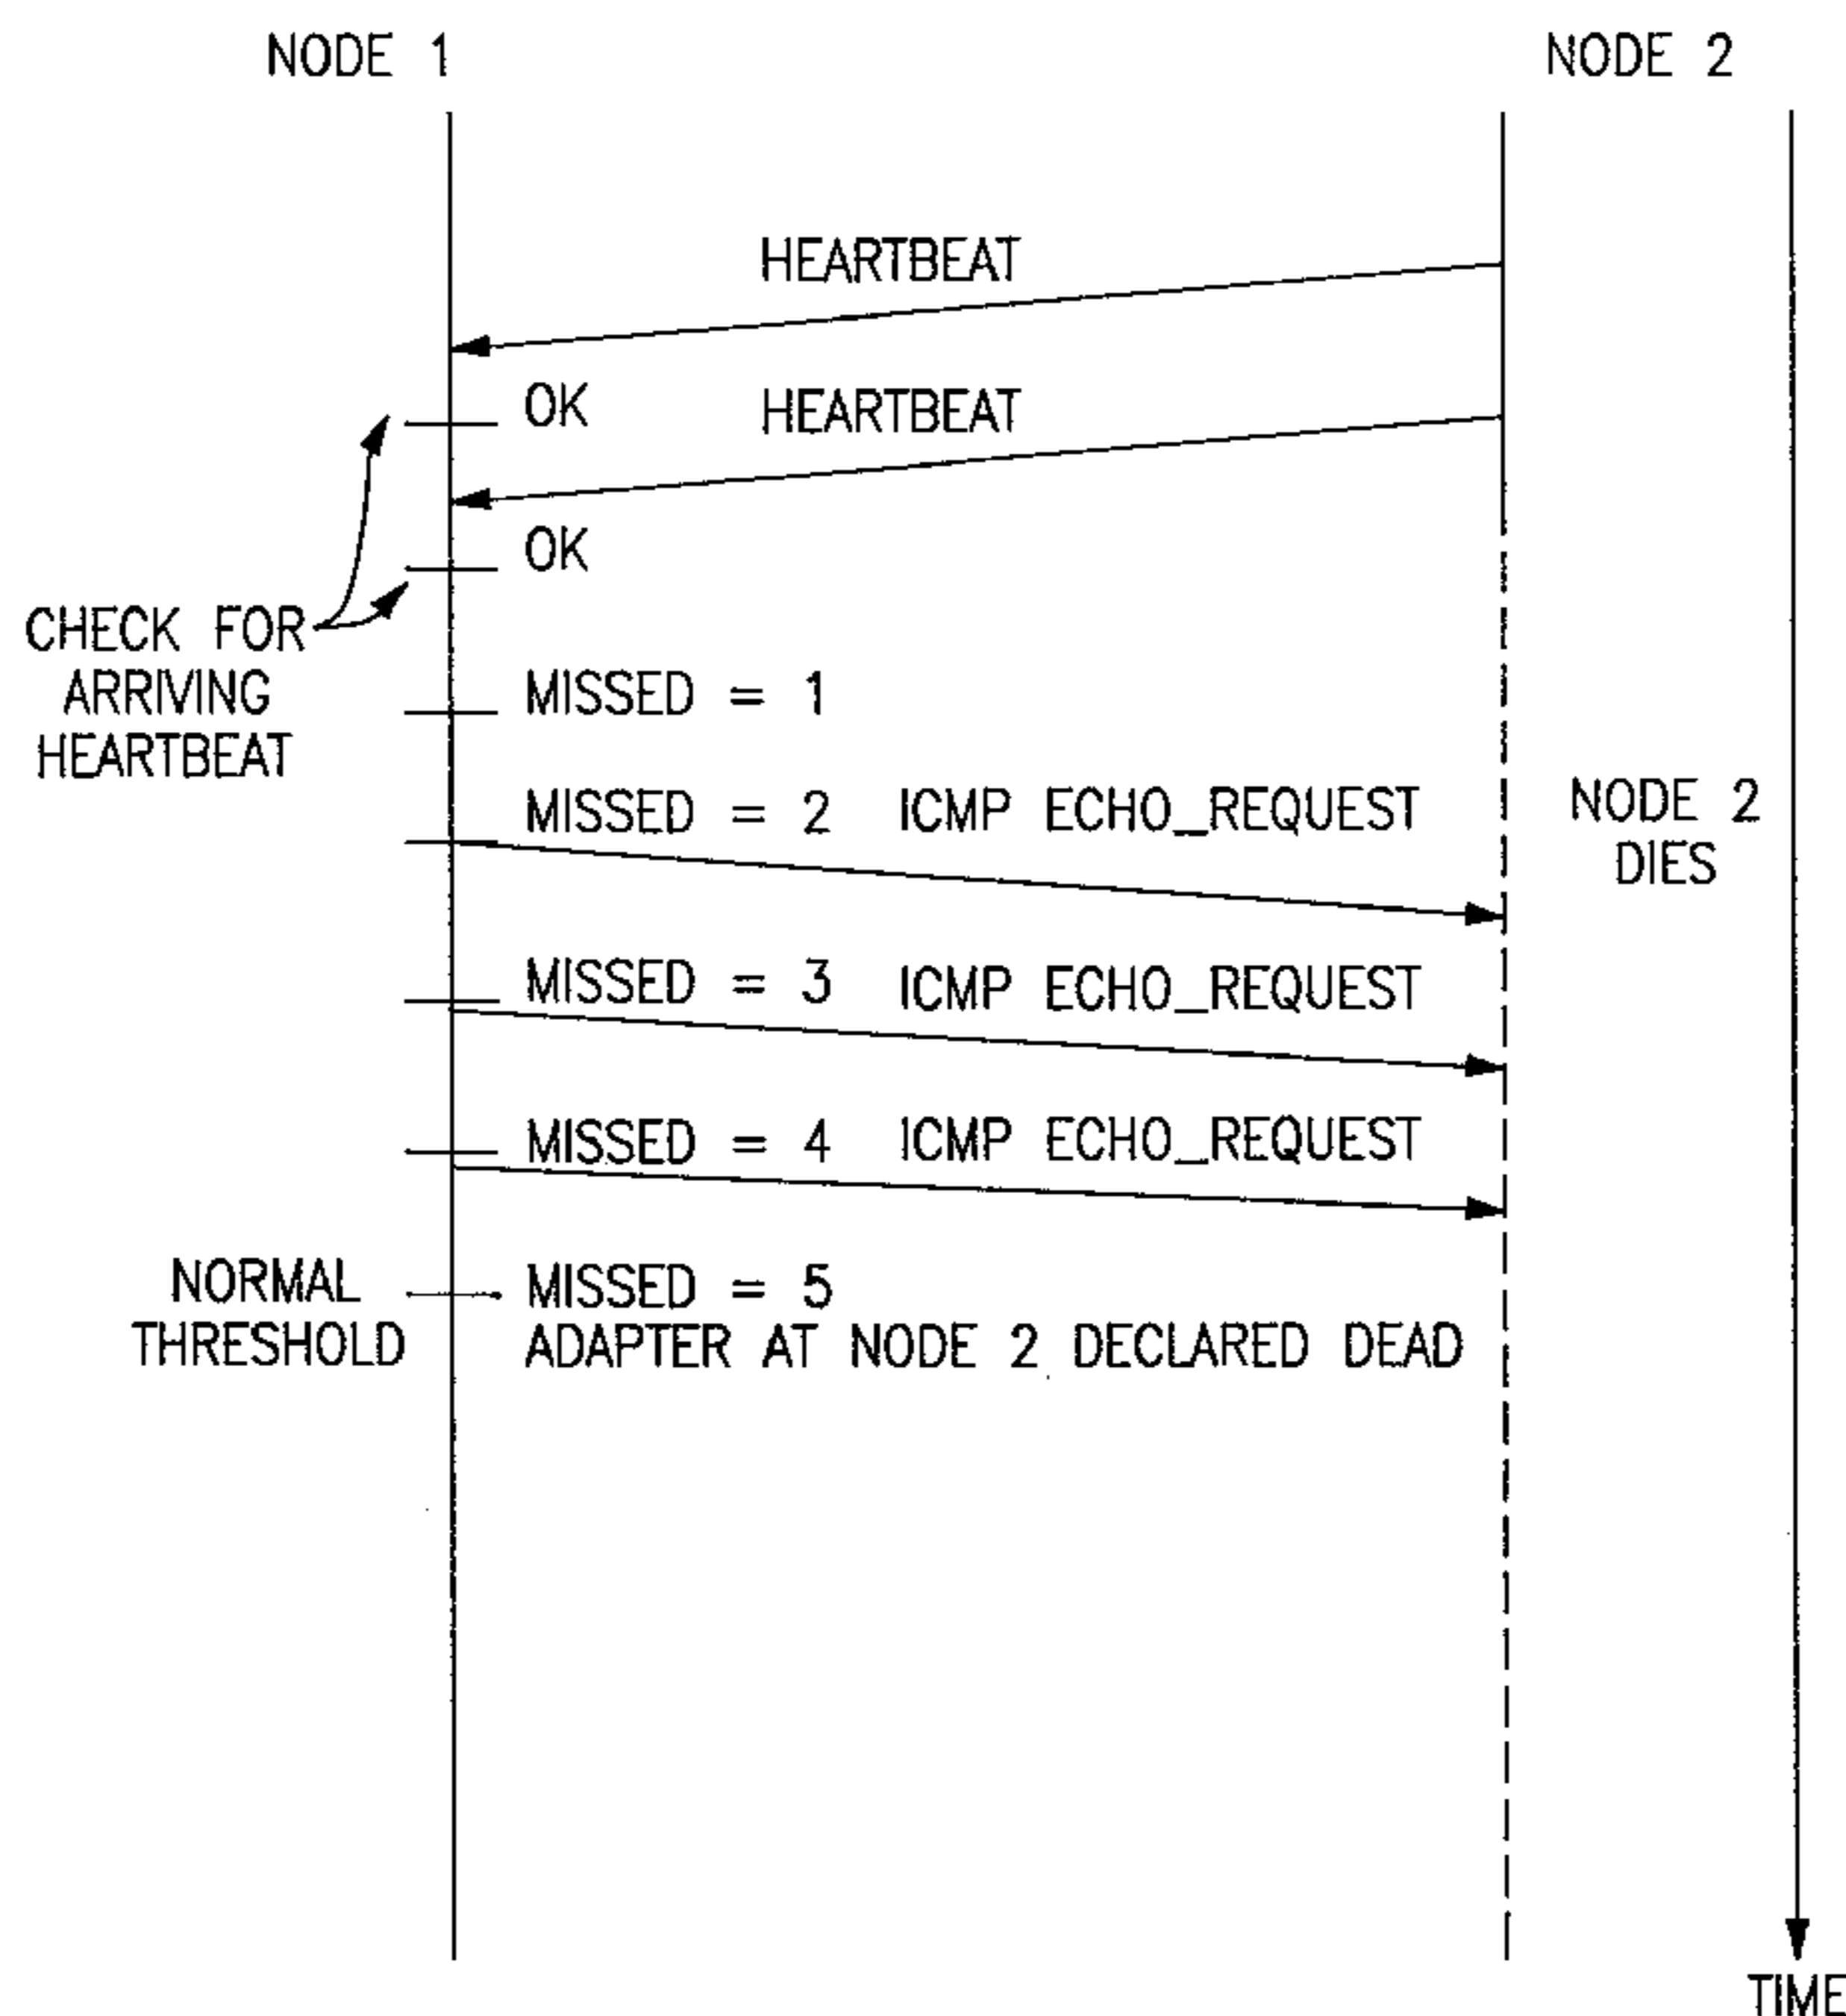 NODE 1
NODE 2
HEARTBEAT
OK
HEARTBEAT
OK
CHECK FOR
ARRIVING
HEARTBEAT
MISSED = 1
MISSED = 2
ICMP ECHO_REQUEST
NODE 2
DIES
MISSED = 3
ICMP ECHO_REQUEST
MISSED = 4
ICMP ECHO_REQUEST
NORMAL
THRESHOLD
MISSED = 5
ADAPTER AT NODE 2 DECLARED DEAD
TIME